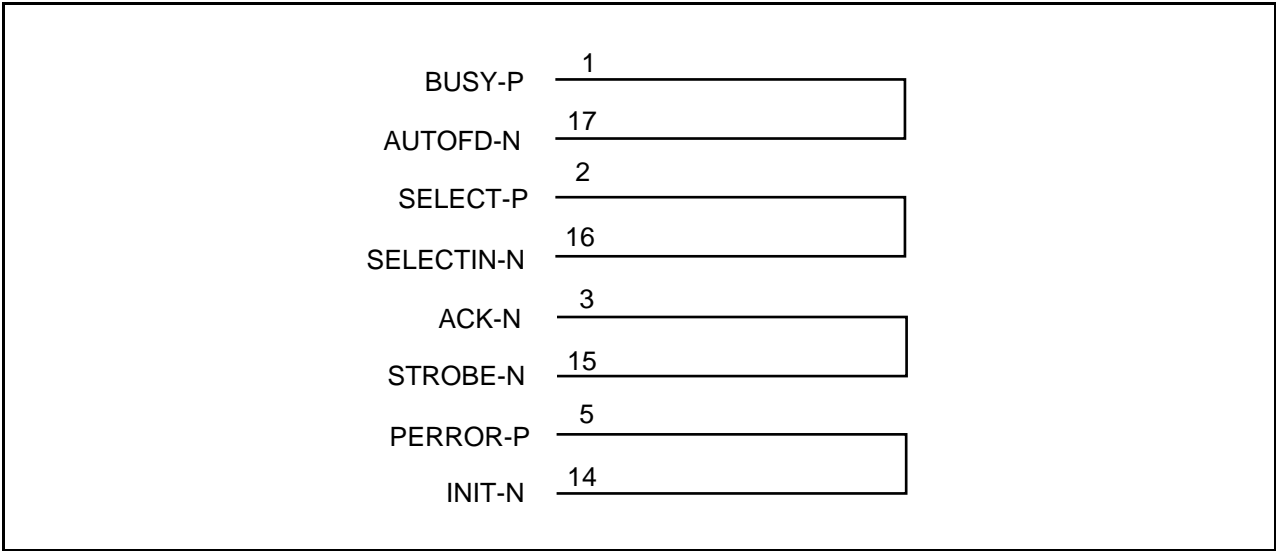 BUSY-P 1
AUTOFD-N 17
SELECT-P 2
SELECTIN-N 16
ACK-N 3
STROBE-N 15
PERROR-P 5
INIT-N 14